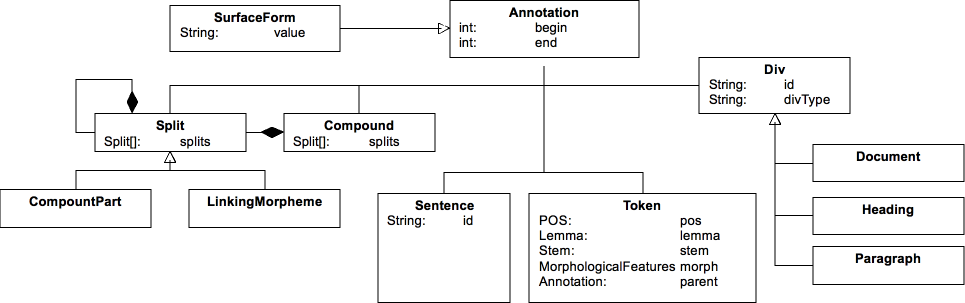 SurfaceForm
String: value
Annotation
int: begin
int: end
Div
String: id
String: divType
Split
Split[]: splits
Compound
Split[]: splits
Document
CompountPart
LinkingMorpheme
Sentence
String: id
Token
POS: pos
Lemma: lemma
Stem: stem
MorphologicalFeatures morph
Annotation: parent
Heading
Paragraph